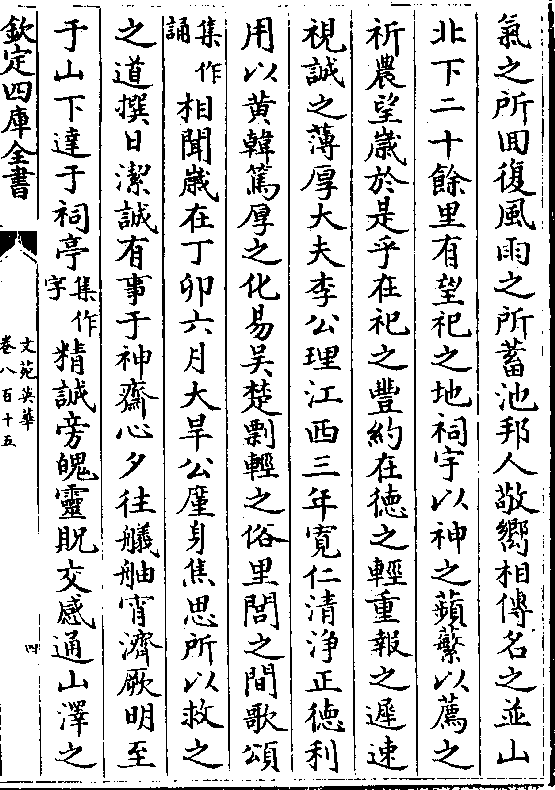 氣之所回復風雨之所蓄池邦人敬嚮相傳名之並山
北下二十餘里有望祀之地祠宇以神之蘋蘩以薦之
祈農望歲於是乎在祀之豐約在德之輕重報之遲速
視誠之薄厚大夫李公理江西三年寛仁清浄正徳利
用以黄韓篤厚之化易吳楚剽輕之俗里閭之間歌頌
集作誦相聞歲在丁卯六月大旱公廑身焦思所以救之
之道撰日潔誠有事于神齋心夕往艤舳宵濟厥明至
于山下達于祠亭集作字精誠旁魄靈貺交感通山澤之
欽定四庫全書
文苑英華
卷八百十五
四